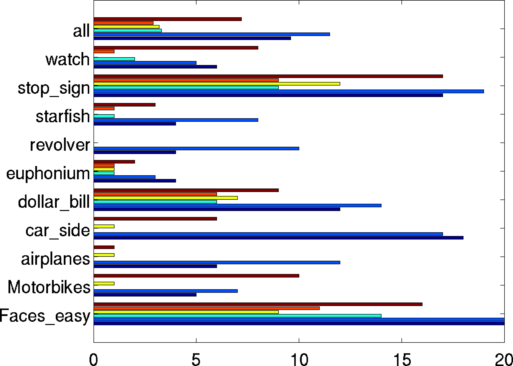 all
watch
stop_sign
starfish
revolver
euphonium
dollar_bill
car_side
airplanes
Motorbikes
Faces_easy
0 5 10 15 20